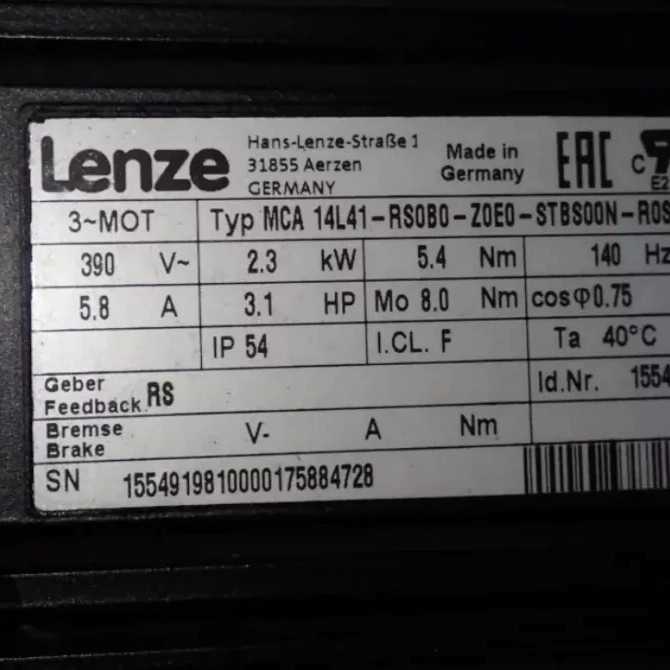 Lenze
Hans-Lenze-Straße 1
31855 Aerzen
GERMANY
Made in
Germany
EAC
C
E2
3~MOT Typ MCA 14L41-RS0B0-Z0E0-STBS00N-R0S
390 V~ 2.3 kW 5.4 Nm 140 Hz
5.8 A 3.1 HP Mo 8.0 Nm cosφ0.75
IP 54 I.CL. F Ta 40°C
Geber
Feedback RS
Id.Nr. 1554
Bremse
Brake V- A Nm
SN 1554919810000175884728